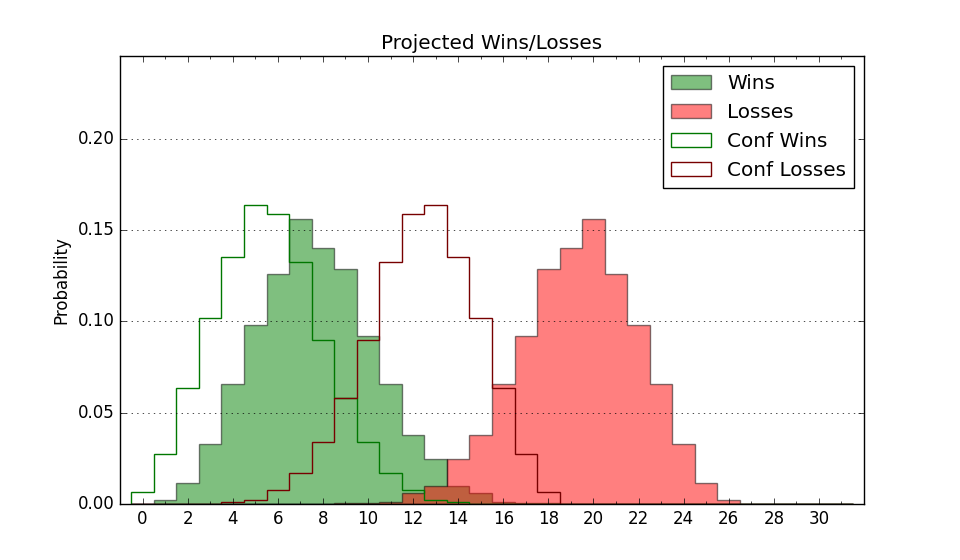 Projected Wins/Losses
Wins
Losses
Conf Wins
Conf Losses
Probability
0.20
0.15
0.10
0.05
0.00
0 2 4 6 8 10 12 14 16 18 20 22 24 26 28 30